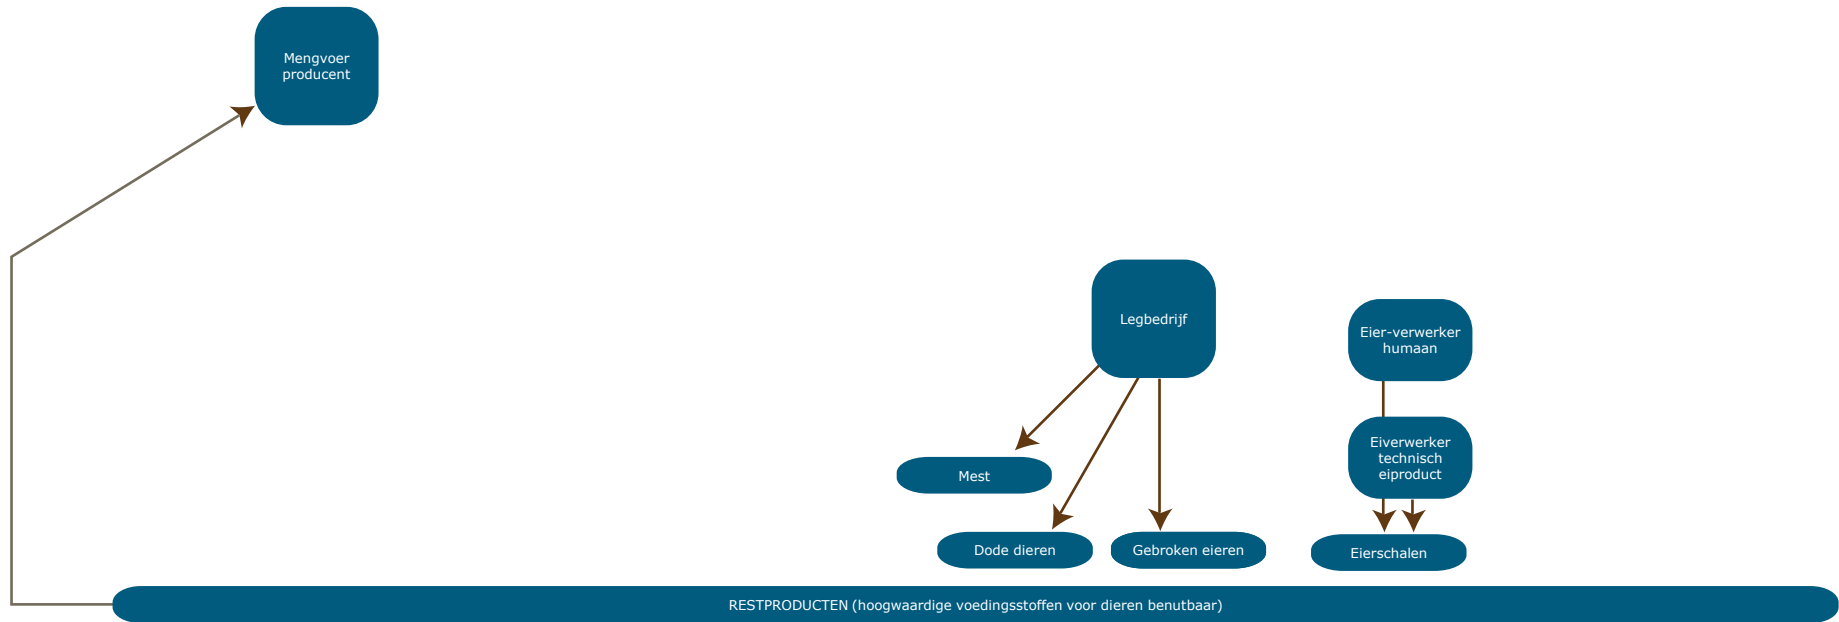 Mengvoer
producent
Legbedrijf
Eier-verwerker
humaan
Eiverwerker
technisch
eiproduct
Mest
Dode dieren
Gebroken eieren
Eierschalen
RESTPRODUCTEN (hoogwaardige voedingsstoffen voor dieren benutbaar)